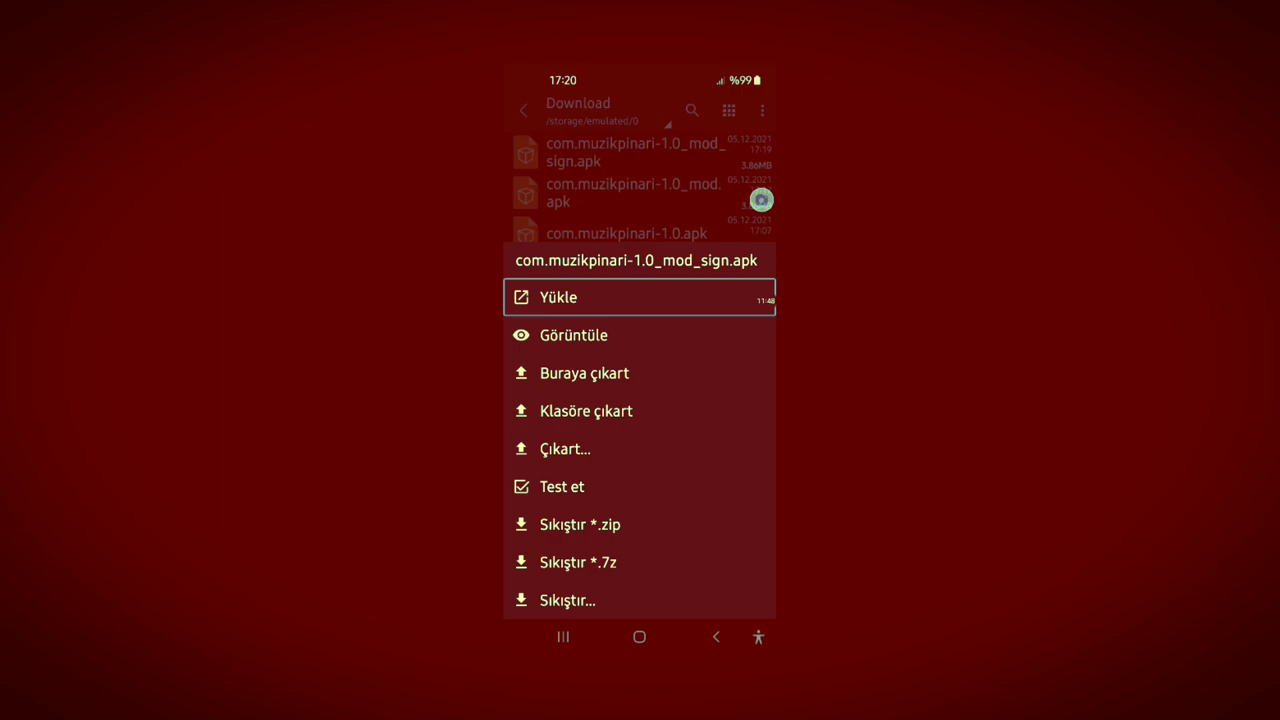 17:20
%99
Download
/storage/emulated/0
com.muzikpinari-1.0_mod_
sign.apk
05.12.2021
17:19
3.86MB
com.muzikpinari-1.0_mod.
apk
05.12.2021
3.
com.muzikpinari-1.0.apk
05.12.2021
17:07
com.muzikpinari-1.0_mod_sign.apk
Yükle
11:48
Görüntüle
Buraya çıkart
Klasöre çıkart
Çıkart...
Test et
Sıkıştır *.zip
Sıkıştır *.7z
Sıkıştır...